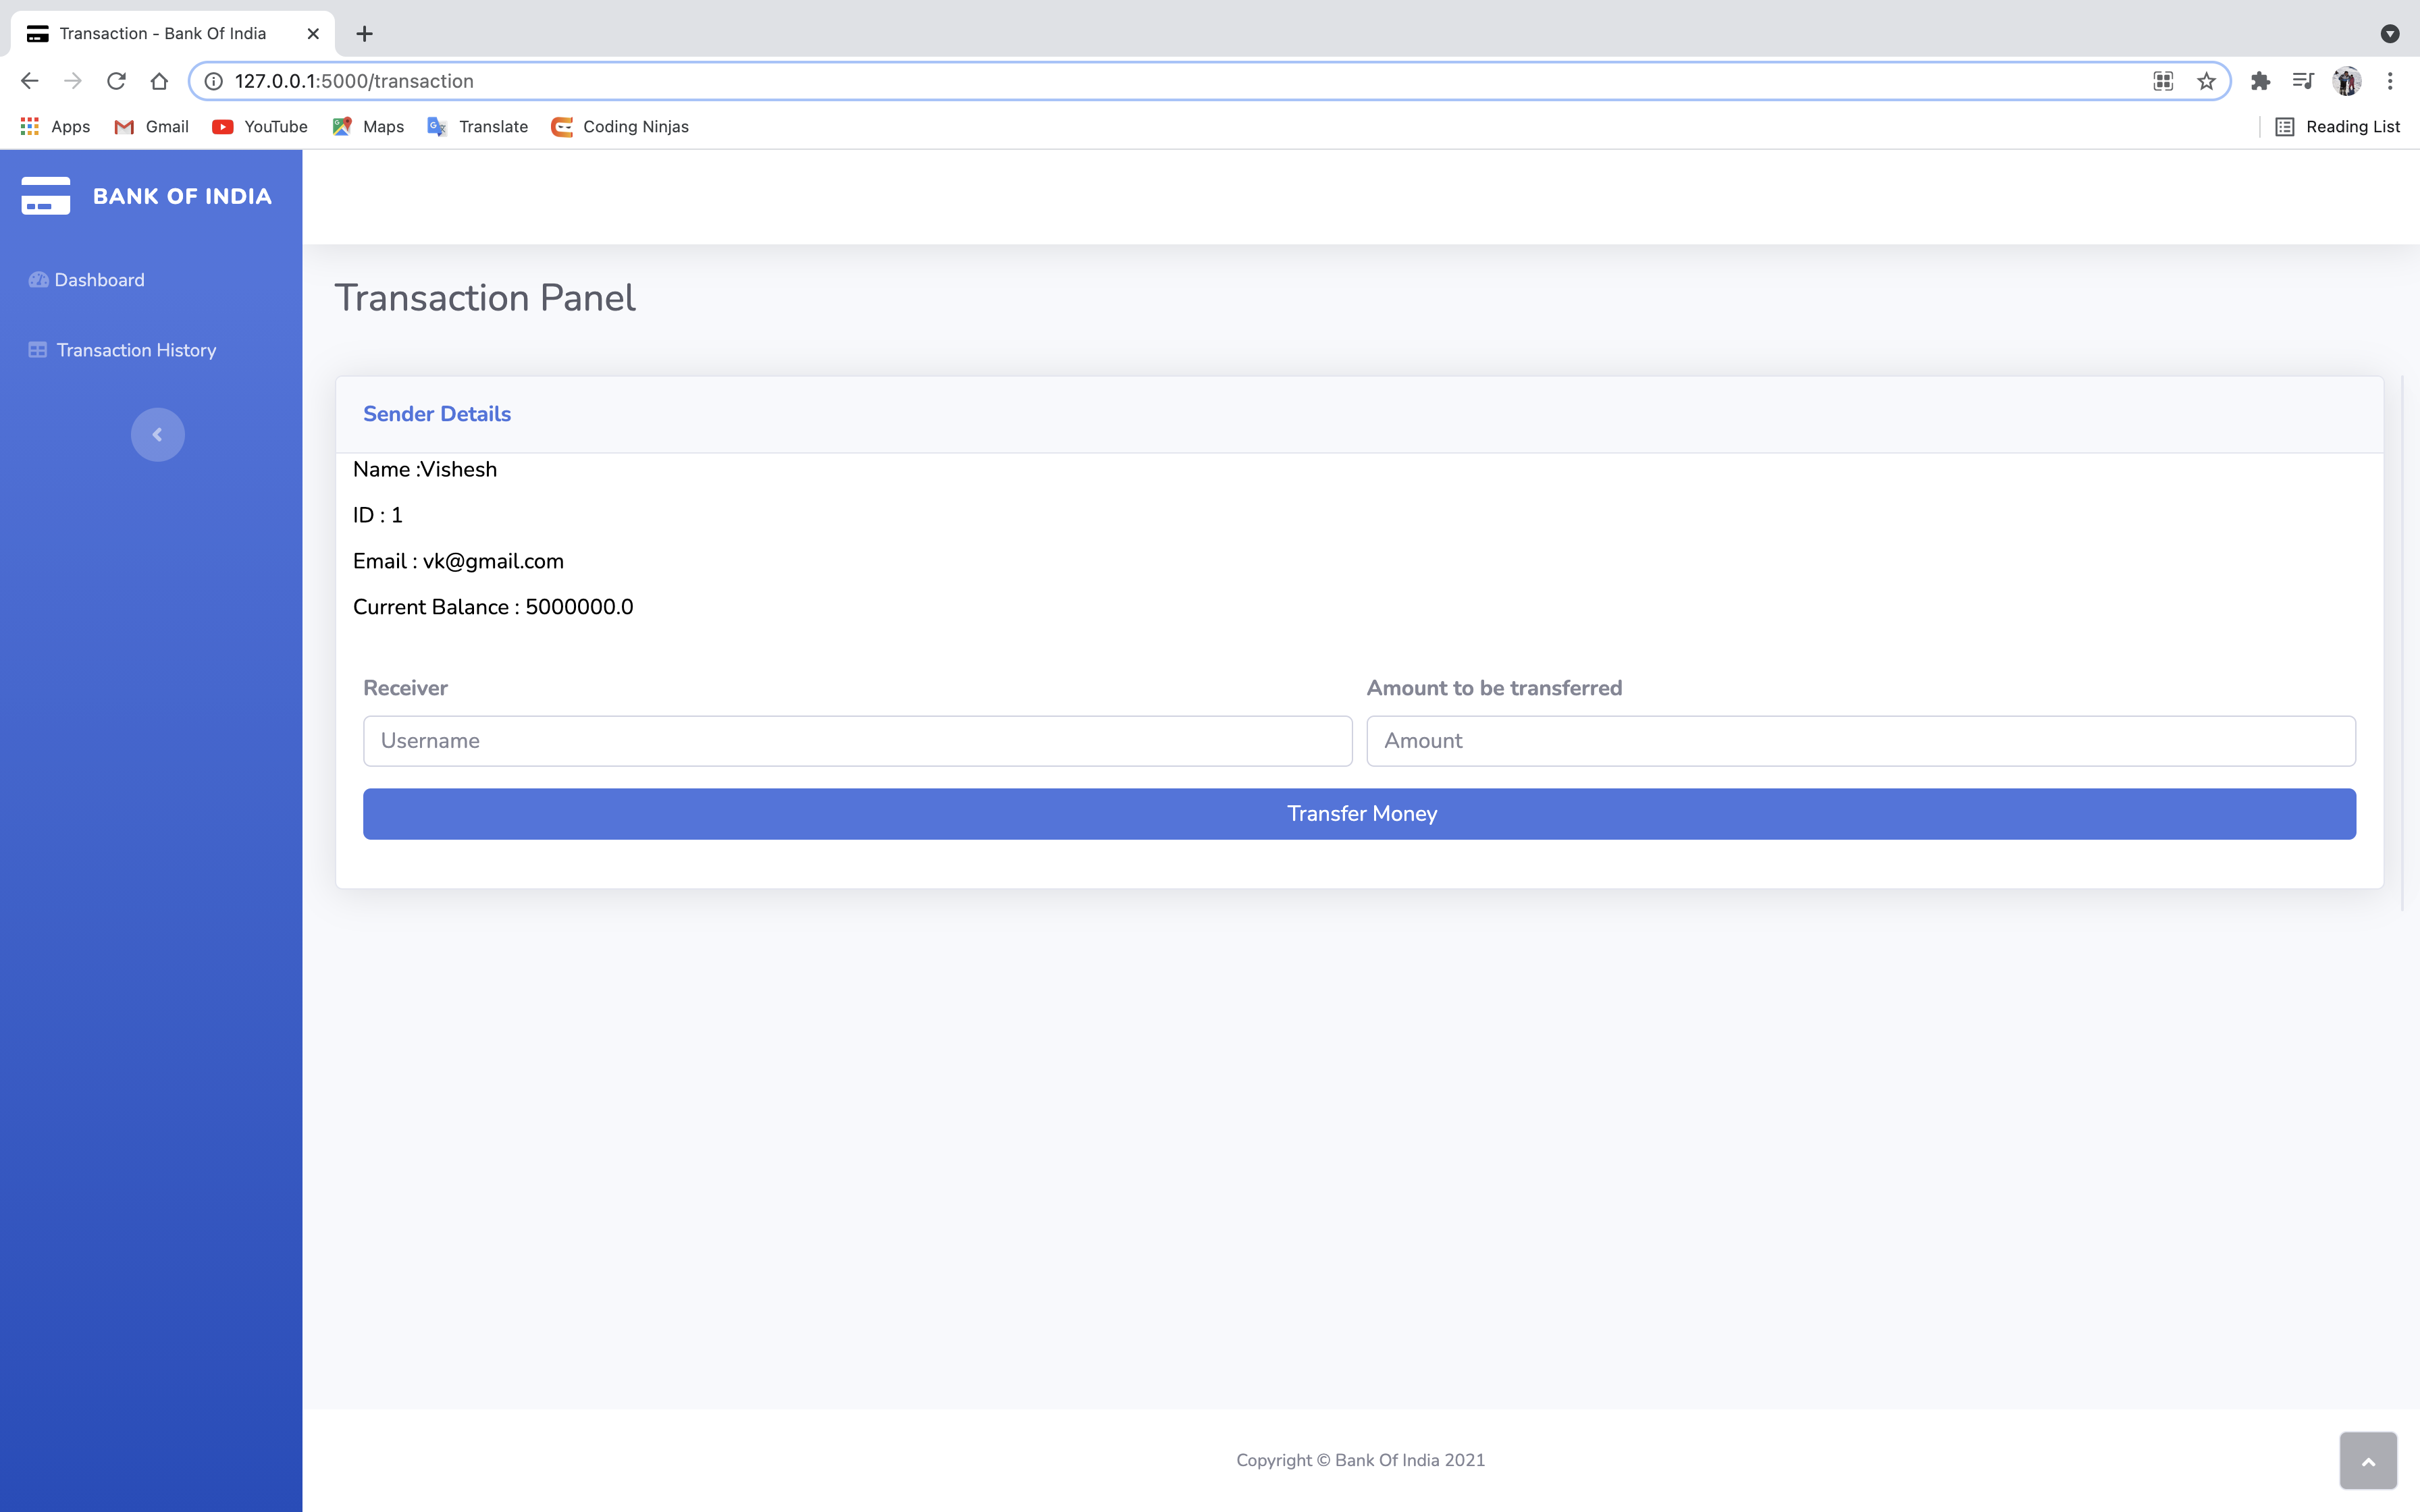 Transaction - Bank Of India
127.0.0.1:5000/transaction
Apps Gmail YouTube Maps Translate Coding Ninjas Reading List
BANK OF INDIA
Dashboard
Transaction History
Transaction Panel
Sender Details
Name :Vishesh
ID : 1
Email : vk@gmail.com
Current Balance : 5000000.0
Receiver Amount to be transferred
Username Amount
Transfer Money
Copyright © Bank Of India 2021